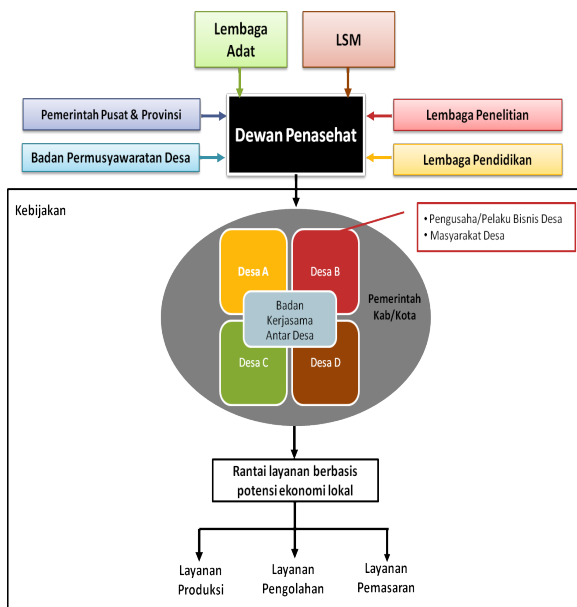 Lembaga
Adat
LSM
Pemerintah Pusat & Provinsi
Dewan Penasehat
Lembaga Penelitian
Badan Permusyawaratan Desa
Lembaga Pendidikan
Kebijakan
• Pengusaha/Pelaku Bisnis Desa
• Masyarakat Desa
Desa A
Desa B
Pemerintah
Kab/Kota
Badan
Kerjasama
Antar Desa
Desa C
Desa D
Rantai layanan berbasis
potensi ekonomi lokal
Layanan
Produksi
Layanan
Pengolahan
Layanan
Pemasaran